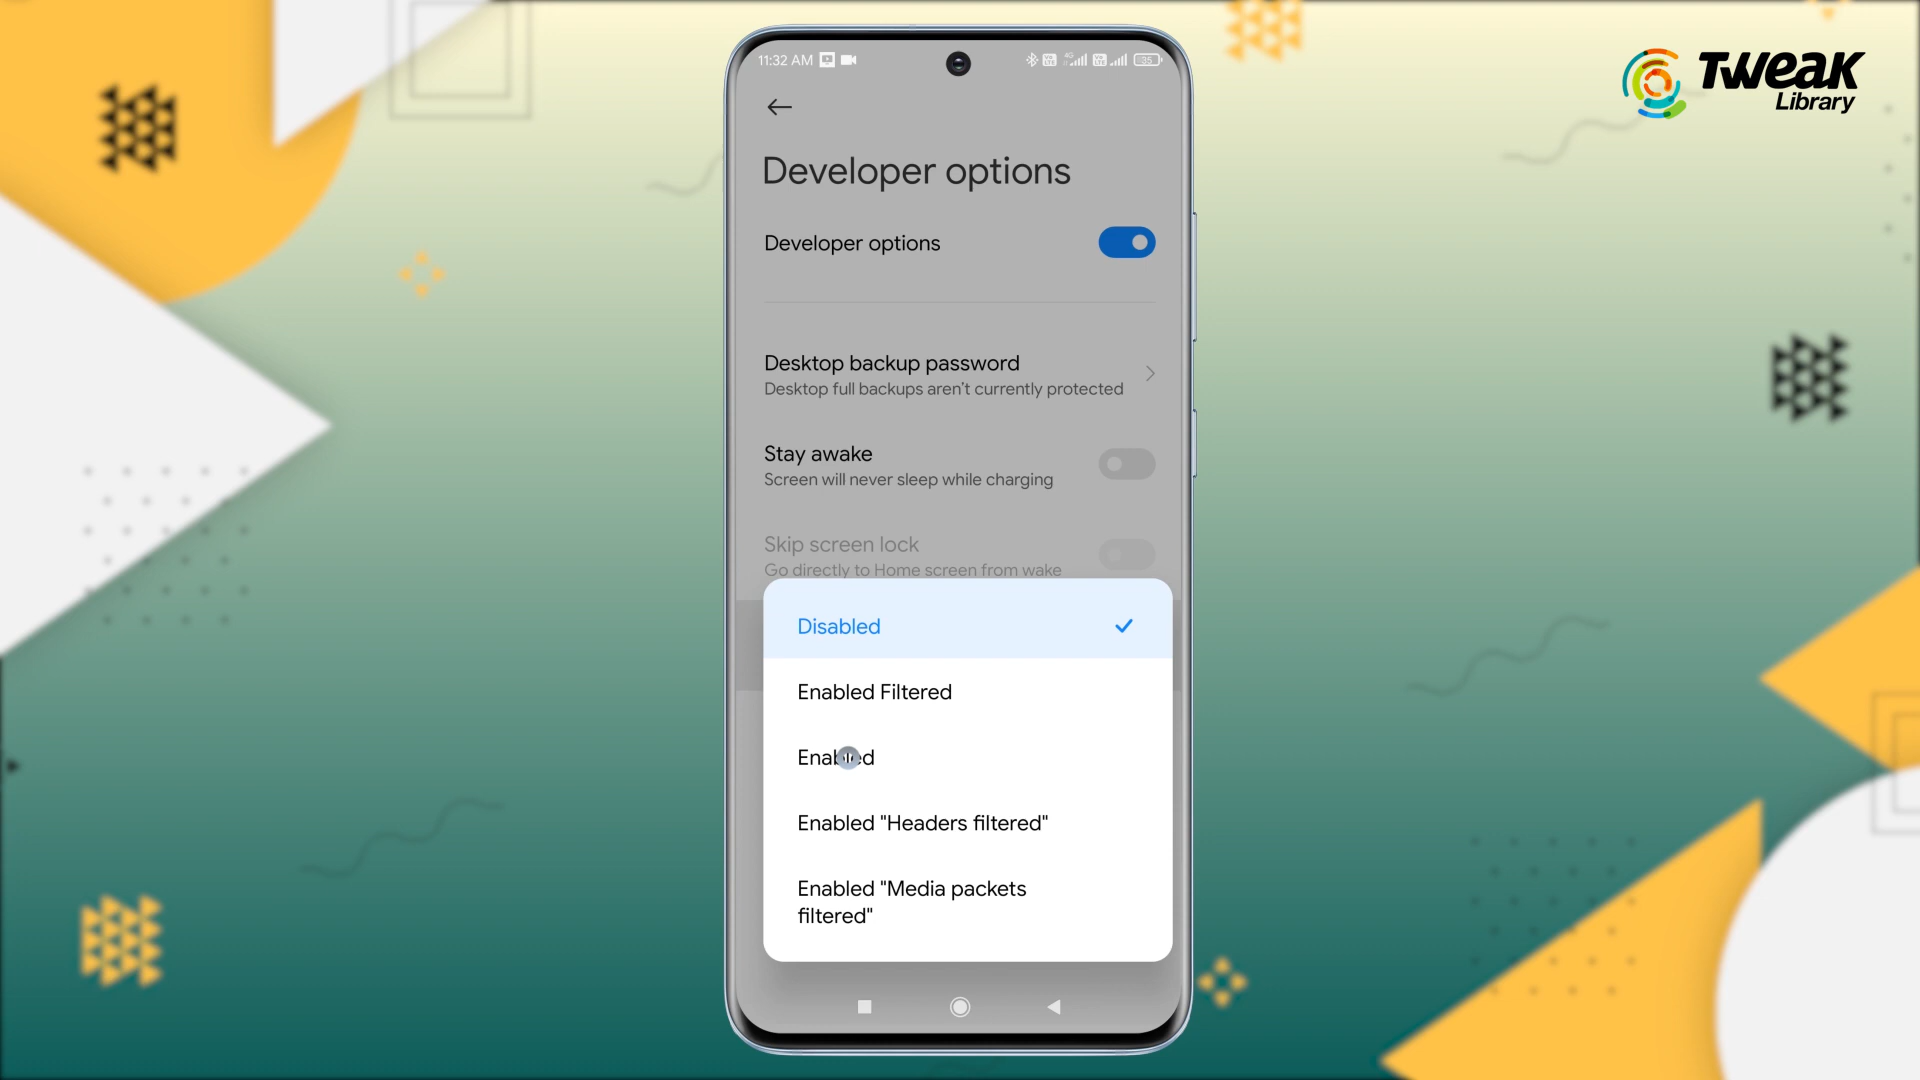 TWEAK
Library
11:32 AM
35
Developer options
Developer options
Desktop backup password
Desktop full backups aren't currently protected
Stay awake
Screen will never sleep while charging
Skip screen lock
Go directly to Home screen from wake
Disabled
Enabled Filtered
Enabled
Enabled "Headers filtered"
Enabled "Media packets
filtered"